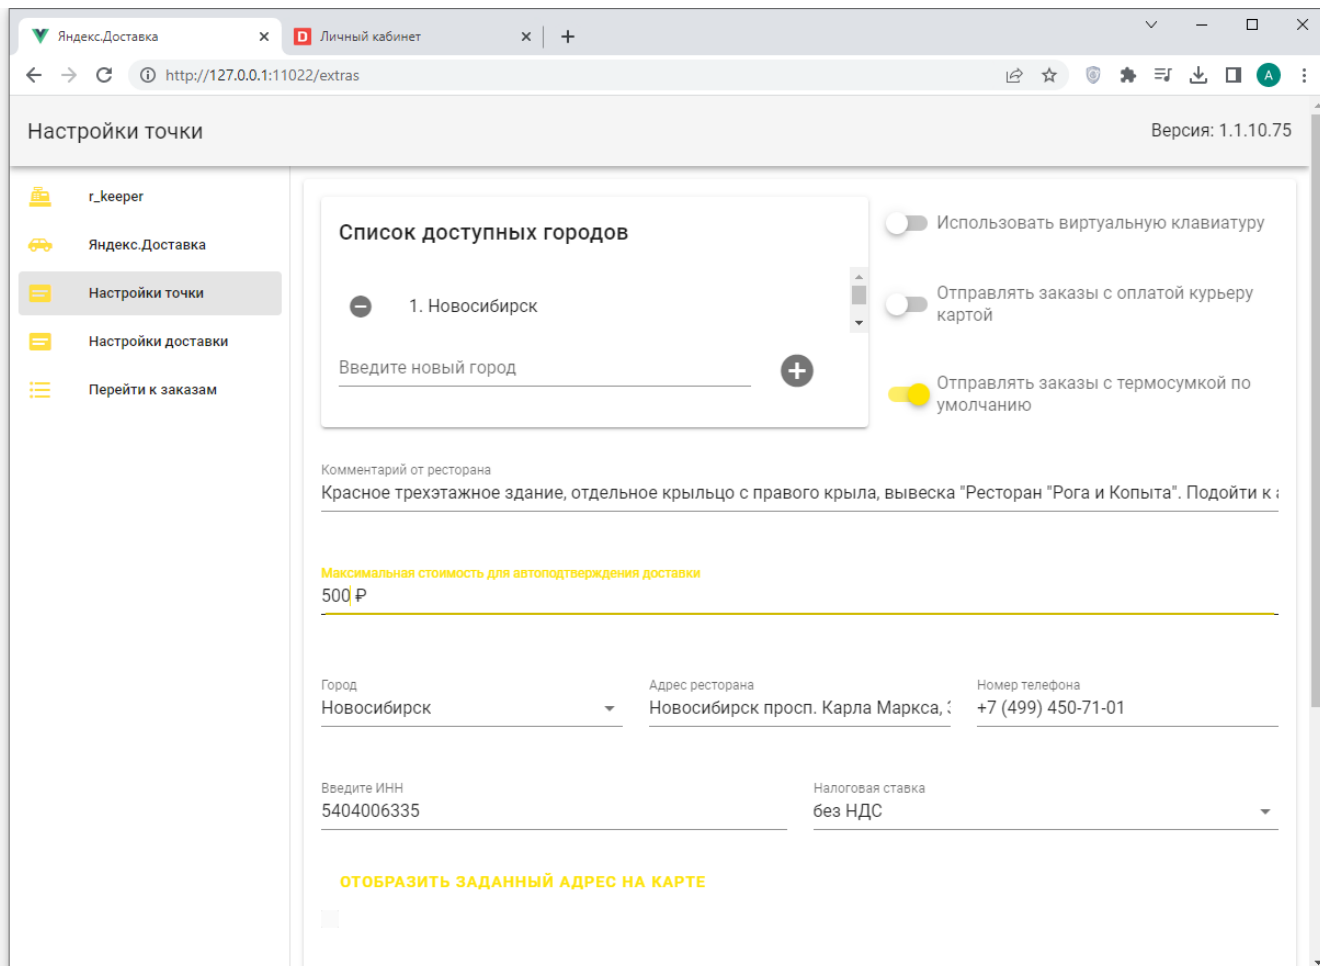 Яндекс.Доставка
Личный кабинет
http://127.0.0.1:11022/extras
A
Настройки точки
Версия: 1.1.10.75
r_keeper
Яндекс.Доставка
Настройки точки
Настройки доставки
Перейти к заказам
Список доступных городов
1. Новосибирск
Введите новый город
Использовать виртуальную клавиатуру
Отправлять заказы с оплатой курьеру
картой
Отправлять заказы с термосумкой по
умолчанию
Комментарий от ресторана
Красное трехэтажное здание, отдельное крыльцо с правого крыла, вывеска "Ресторан "Рога и Копыта". Подойти к
Максимальная стоимость для автоподтверждения доставки
500 ₽
Город
Новосибирск
Адрес ресторана
Новосибирск просп. Карла Маркса,
Номер телефона
+7 (499) 450-71-01
Введите ИНН
5404006335
Налоговая ставка
без НДС
ОТОБРАЗИТЬ ЗАДАННЫЙ АДРЕС НА КАРТЕ